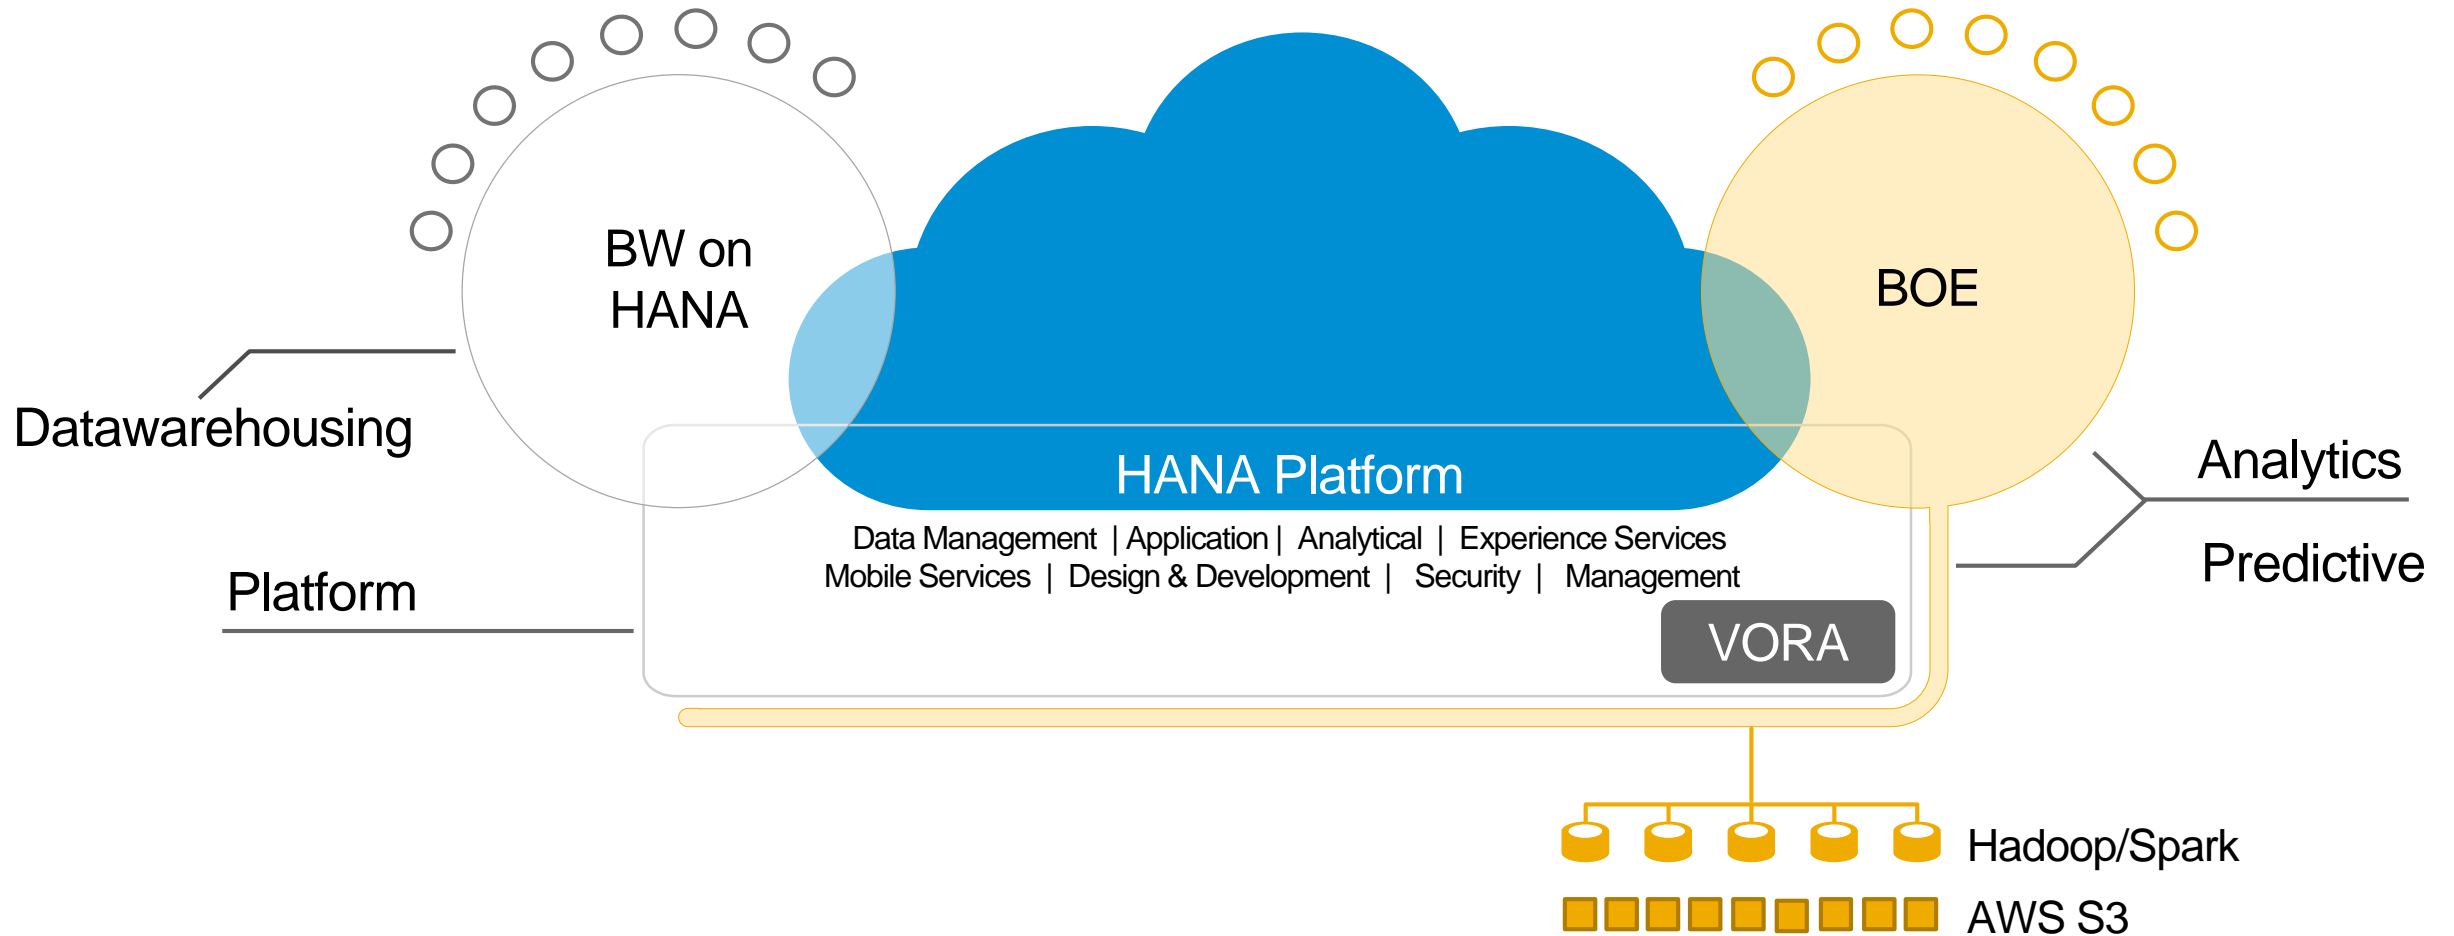 BW on
HANA
BOE
Datawarehousing
HANA Platform
Analytics
Data Management | Application | Analytical | Experience Services
Mobile Services | Design & Development | Security | Management
Predictive
Platform
VORA
Hadoop/Spark
AWS S3